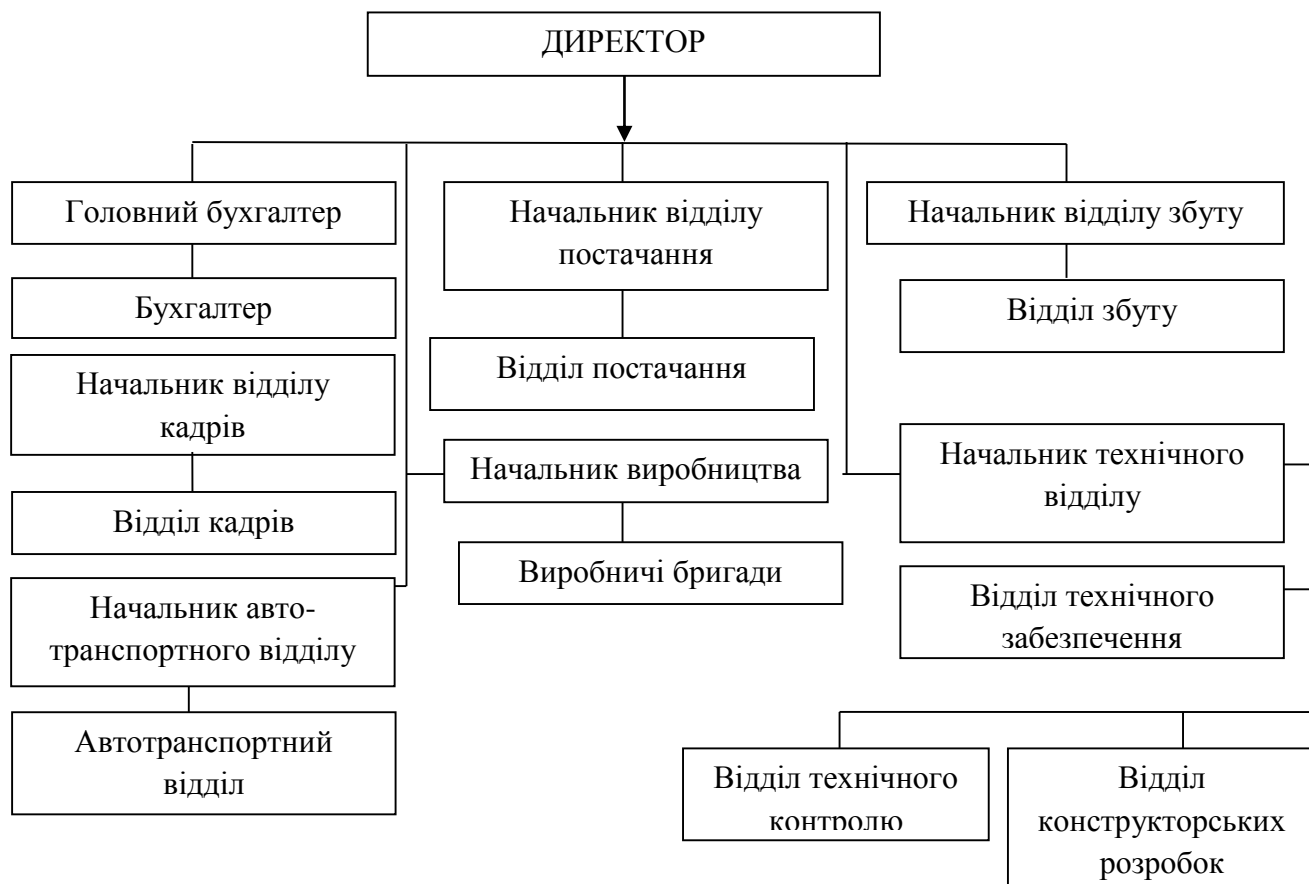 ДИРЕКТОР
Головний бухгалтер
Начальник відділу
постачання
Начальник відділу збуту
Бухгалтер
Відділ збуту
Начальник відділу
кадрів
Відділ постачання
Начальник виробництва
Начальник технічного
відділу
Відділ кадрів
Виробничі бригади
Начальник авто-
транспортного відділу
Відділ технічного
забезпечення
Автотранспортний
відділ
Відділ технічного
контролю
Відділ
конструкторських
розробок